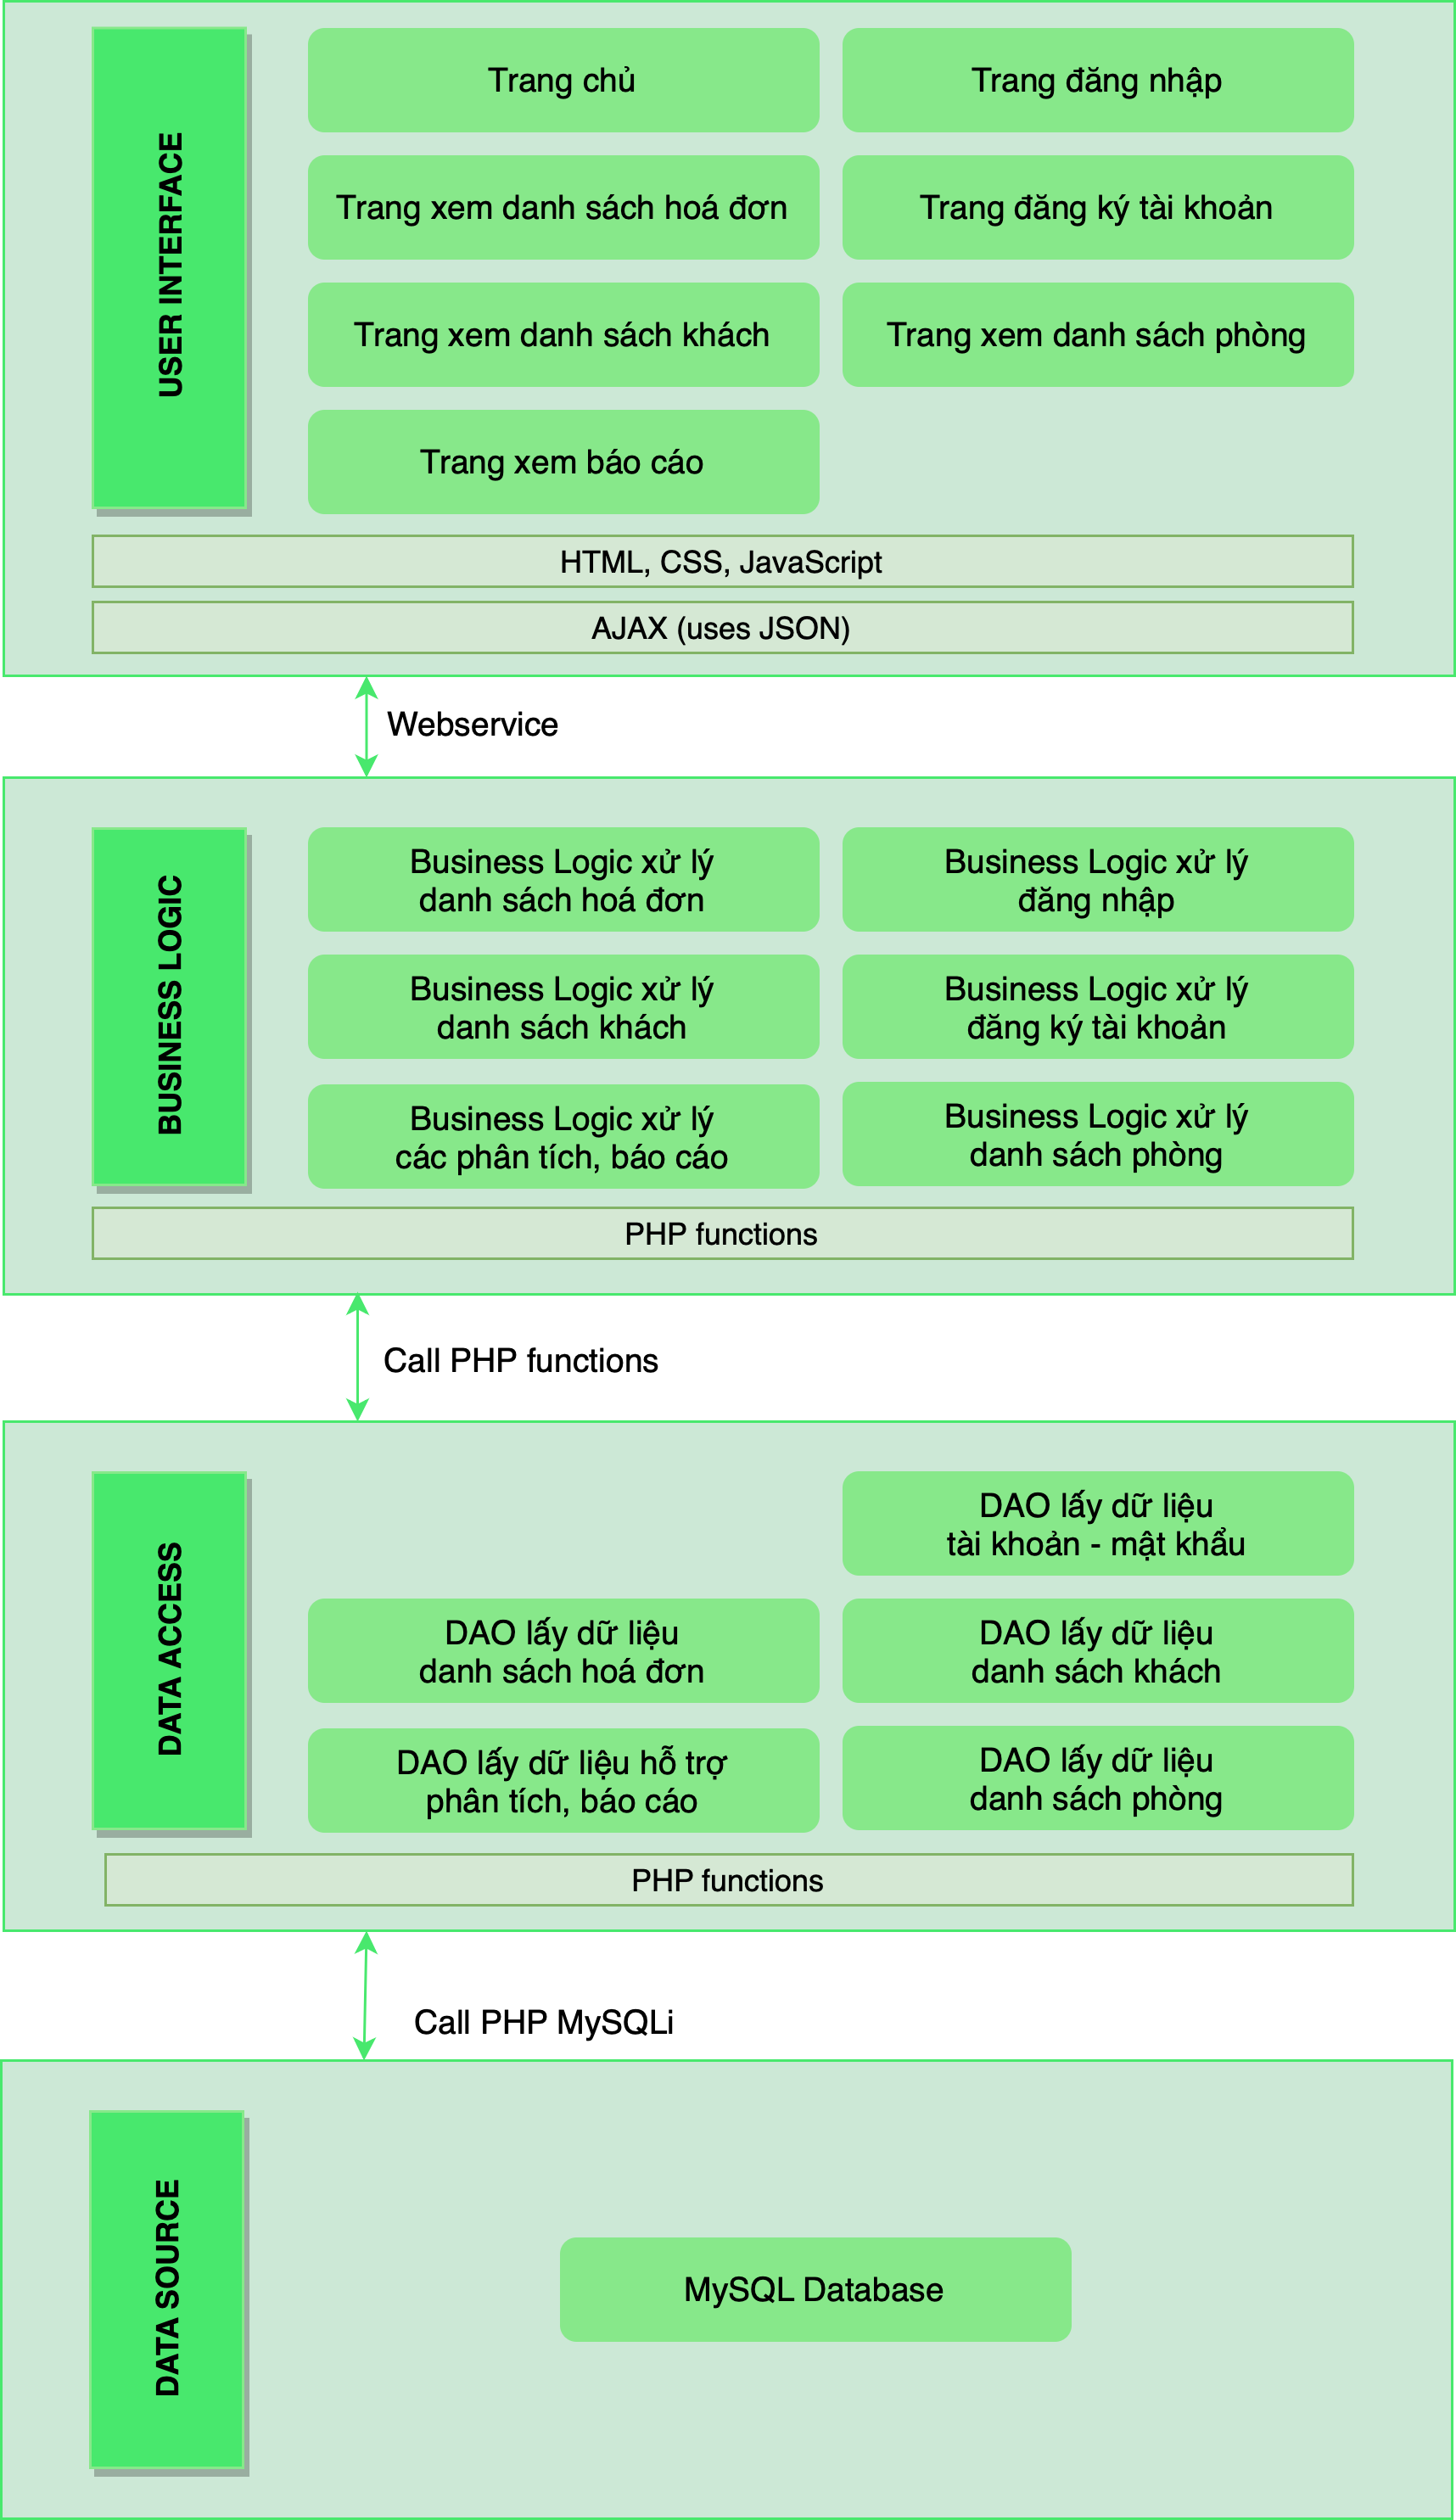 USER INTERFACE
Trang chủ
Trang đăng nhập
Trang xem danh sách hoá đơn
Trang đăng ký tài khoản
Trang xem danh sách khách
Trang xem danh sách phòng
Trang xem báo cáo
HTML, CSS, JavaScript
AJAX (uses JSON)
Webservice
BUSINESS LOGIC
Business Logic xử lý
danh sách hoá đơn
Business Logic xử lý
đăng nhập
Business Logic xử lý
danh sách khách
Business Logic xử lý
đăng ký tài khoản
Business Logic xử lý
các phân tích, báo cáo
Business Logic xử lý
danh sách phòng
PHP functions
Call PHP functions
DATA ACCESS
DAO lấy dữ liệu
tài khoản - mật khẩu
DAO lấy dữ liệu
danh sách hoá đơn
DAO lấy dữ liệu
danh sách khách
DAO lấy dữ liệu hỗ trợ
phân tích, báo cáo
DAO lấy dữ liệu
danh sách phòng
PHP functions
Call PHP MySQLi
DATA SOURCE
MySQL Database